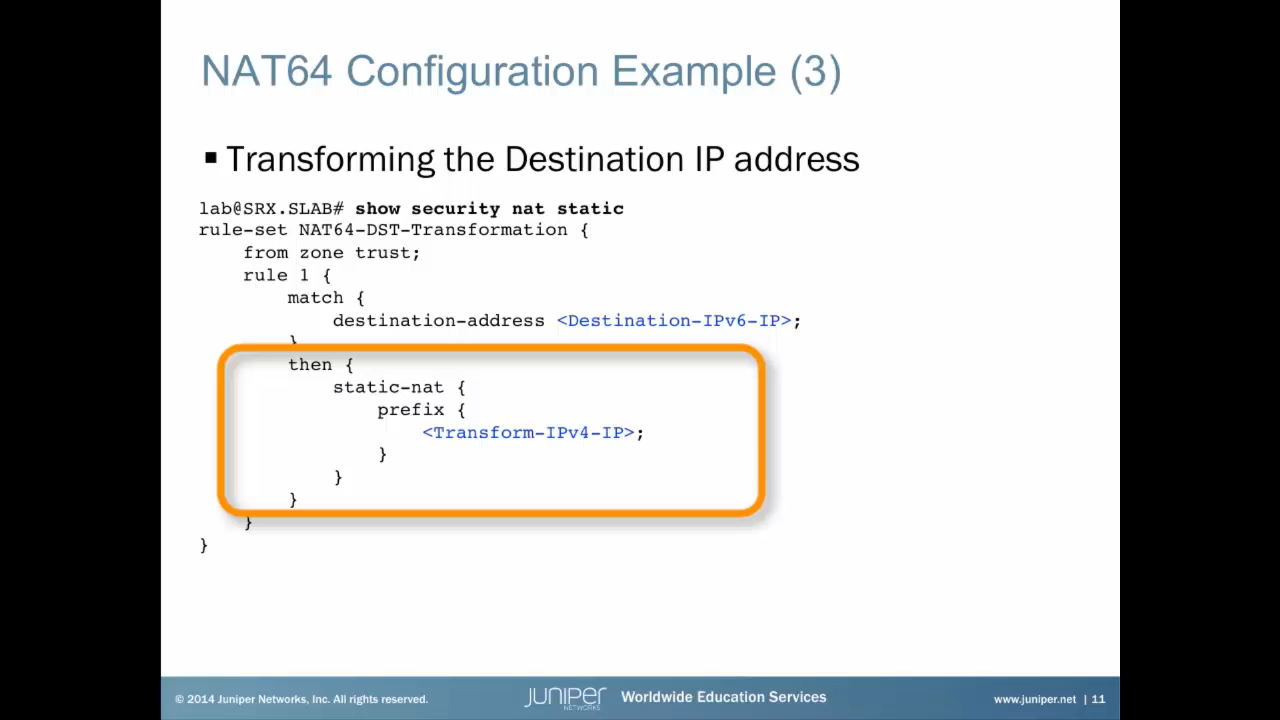 NAT64 Configuration Example (3)
▪ Transforming the Destination IP address
lab@SRX.SLAB# show security nat static
rule-set NAT64-DST-Transformation {
    from zone trust;
    rule 1 {
        match {
            destination-address <Destination-IPv6-IP>;
        }
        then {
            static-nat {
                prefix {
                    <Transform-IPv4-IP>;
                }
            }
        }
    }
}
© 2014 Juniper Networks, Inc. All rights reserved.
JUNIPER
NETWORKS
Worldwide Education Services
www.juniper.net | 11